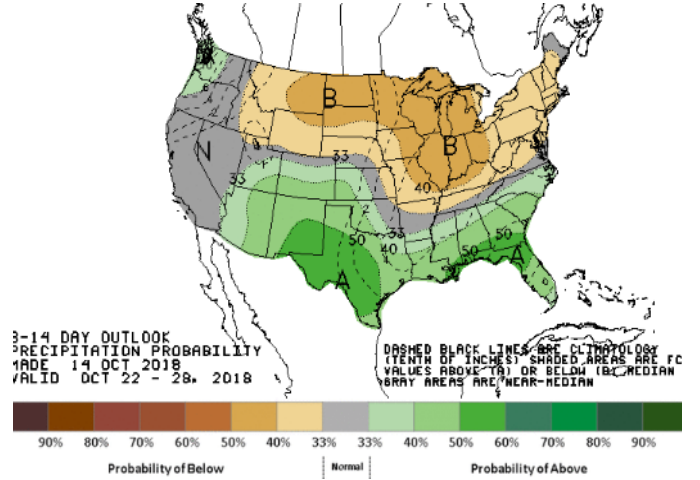 A
B
B
N
33
33
40
33
50
40
50
50
A
A
3-14 DAY OUTLOOK
PRECIPITATION PROBABILITY
MADE 14 OCT 2018
VALID OCT 22 - 28, 2018
DASHED BLACK LINES ARE CLIMATOLOGY
(TENTH OF INCHES) SHADED AREAS ARE FC
VALUES ABOVE (A) OR BELOW (B) MEDIAN
GRAY AREAS ARE NEAR-MEDIAN
90% 80% 70% 60% 50% 40% 33% 33% 40% 50% 60% 70% 80% 90%
Probability of Below Normal Probability of Above